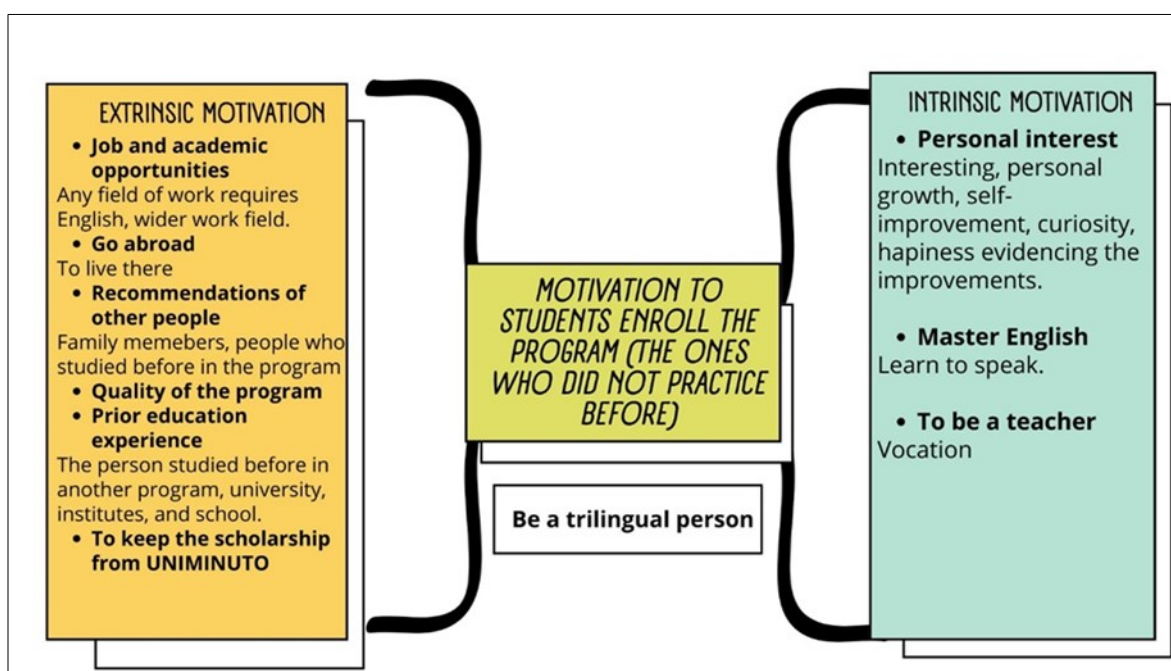 EXTRINSIC MOTIVATION
• Job and academic
opportunities
Any field of work requires
English, wider work field.
• Go abroad
To live there
• Recommendations of
other people
Family memebers, people who
studied before in the program
• Quality of the program
• Prior education
experience
The person studied before in
another program, university,
institutes, and school.
• To keep the scholarship
from UNIMINUTO
MOTIVATION TO
STUDENTS ENROLL THE
PROGRAM (THE ONES
WHO DID NOT PRACTICE
BEFORE)
Be a trilingual person
INTRINSIC MOTIVATION
• Personal interest
Interesting, personal
growth, self-
improvement, curiosity,
hapiness evidencing the
improvements.
• Master English
Learn to speak.
• To be a teacher
Vocation